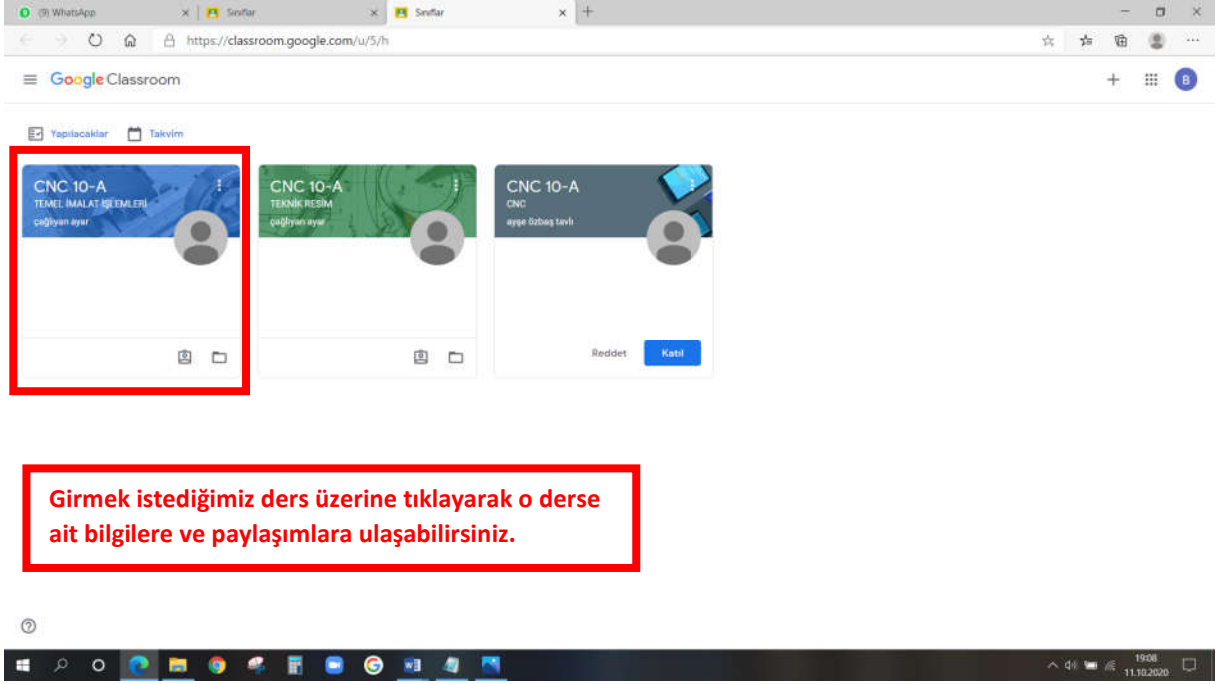 (9) WhatsApp
Sınıflar
Sınıflar
https://classroom.google.com/u/5/h
Google Classroom
B
Yapılacaklar
Takvim
CNC 10-A
TEMEL İMALAT İŞLEMLERİ
çağlıyan ayar
CNC 10-A
TEKNİK RESİM
çağlıyan ayar
CNC 10-A
CNC
ayşe özbaş tavlı
Reddet
Katıl
Girmek istediğimiz ders üzerine tıklayarak o derse
ait bilgilere ve paylaşımlara ulaşabilirsiniz.
19:08
11.10.2020